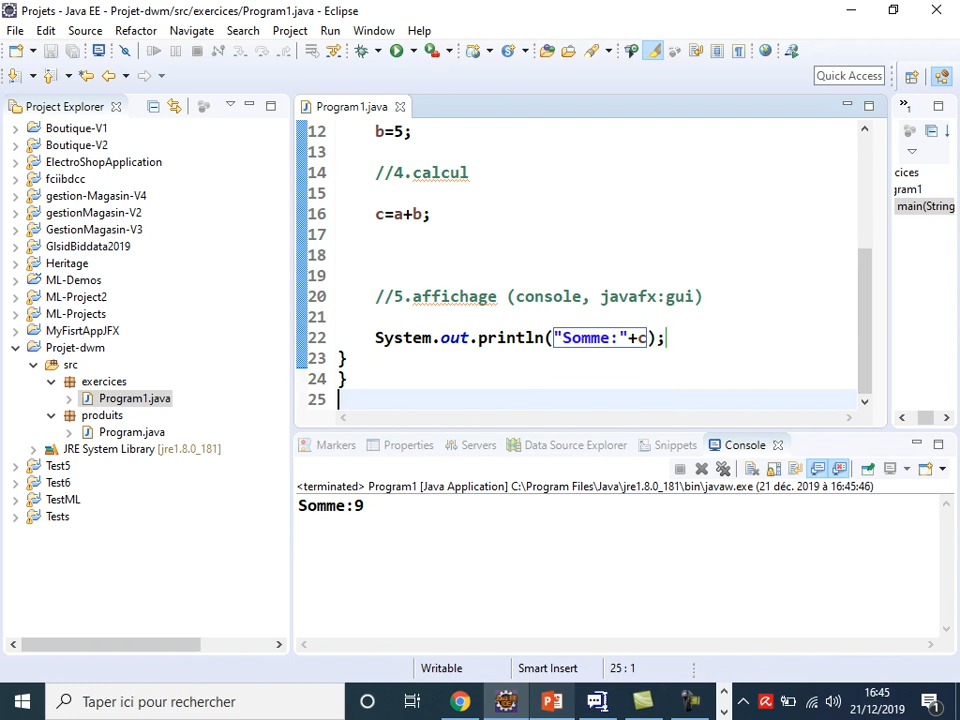 Projets - Java EE - Projet-dwm/src/exercices/Program1.java - Eclipse
File Edit Source Refactor Navigate Search Project Run Window Help
Quick Access
Project Explorer
Boutique-V1
Boutique-V2
ElectroShopApplication
fciibdcc
gestion-Magasin-V4
gestionMagasin-V2
GestionMagasin-V3
GlsidBiddata2019
Heritage
ML-Demos
ML-Project2
ML-Projects
MyFisrtAppJFX
Projet-dwm
src
exercices
Program1.java
produits
Program.java
JRE System Library [jre1.8.0_181]
Test5
Test6
TestML
Tests
Program1.java
12 b=5;
13
14 //4.calcul
15
16 c=a+b;
17
18
19
20 //5.affichage (console, javafx:gui)
21
22 System.out.println("Somme:"+c);
23 }
24 }
25
1
cices
gram1
main(String
Markers Properties Servers Data Source Explorer Snippets Console
<terminated> Program1 [Java Application] C:\Program Files\Java\jre1.8.0_181\bin\javaw.exe (21 déc. 2019 à 16:45:46)
Somme:9
Writable Smart Insert 25 : 1
Taper ici pour rechercher
16:45
21/12/2019
1